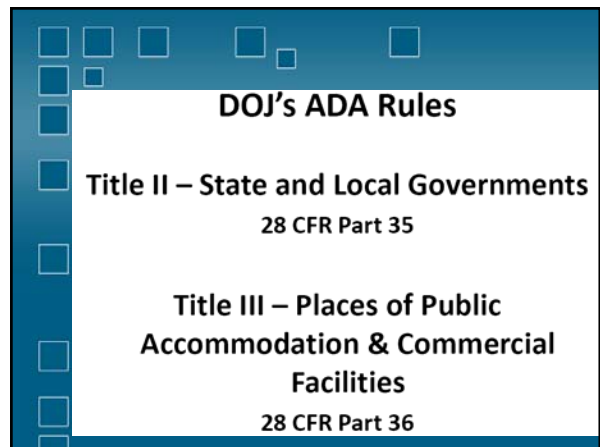 DOJ's ADA Rules
Title II – State and Local Governments
28 CFR Part 35
Title III – Places of Public
Accommodation & Commercial
Facilities
28 CFR Part 36